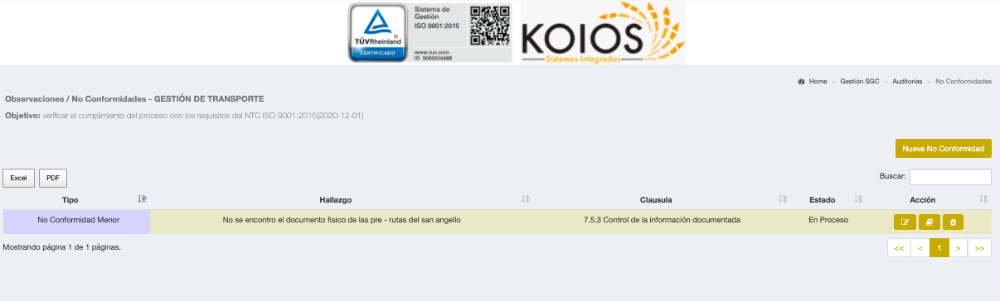 Sistema de
Gestión
ISO 9001:2015
TÜVRheinland
CERTIFICADO
www.tuv.com
ID 9000004488
KOIOS
Sistemas Integrados
Home > Gestión SGC > Auditorías > No Conformidades
Observaciones / No Conformidades - GESTIÓN DE TRANSPORTE
Objetivo: verificar el cumplimiento del proceso con los requisitos del NTC ISO 9001:2015(2020-12-01)
Nueva No Conformidad
Excel PDF
Buscar:
Tipo Hallazgo Clausula Estado Acción
No Conformidad Menor No se encontro el documento fisico de las pre - rutas del san angello 7.5.3 Control de la información documentada En Proceso
Mostrando página 1 de 1 páginas.
<< < 1 > >>